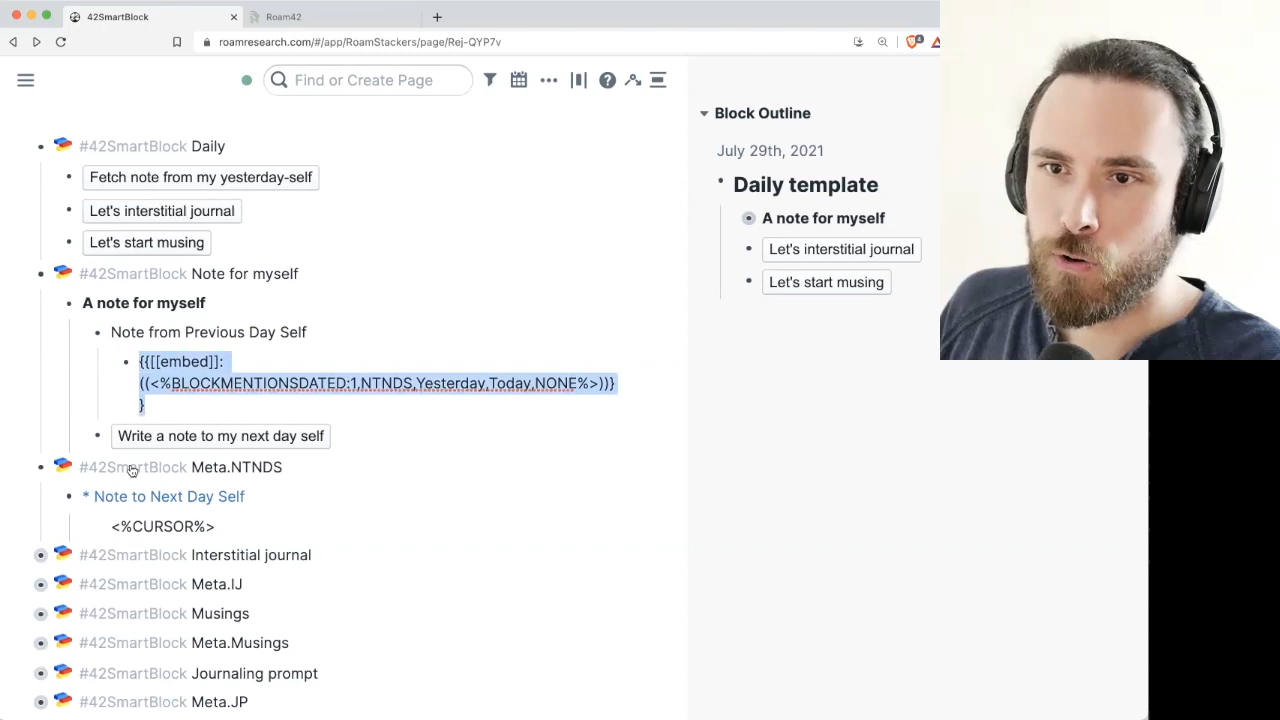 42SmartBlock
Roam42
roamresearch.com/#/app/RoamStackers/page/Rej-QYP7v
4
Find or Create Page
#42SmartBlock Daily
Fetch note from my yesterday-self
Let's interstitial journal
Let's start musing
#42SmartBlock Note for myself
A note for myself
Note from Previous Day Self
{{[[embed]]:
((<%BLOCKMENTIONSDATED:1,NTNDS,Yesterday,Today,NONE%>))}
}
Write a note to my next day self
#42SmartBlock Meta.NTNDS
* Note to Next Day Self
<%CURSOR%>
#42SmartBlock Interstitial journal
#42SmartBlock Meta.IJ
#42SmartBlock Musings
#42SmartBlock Meta.Musings
#42SmartBlock Journaling prompt
#42SmartBlock Meta.JP
Block Outline
July 29th, 2021
Daily template
A note for myself
Let's interstitial journal
Let's start musing